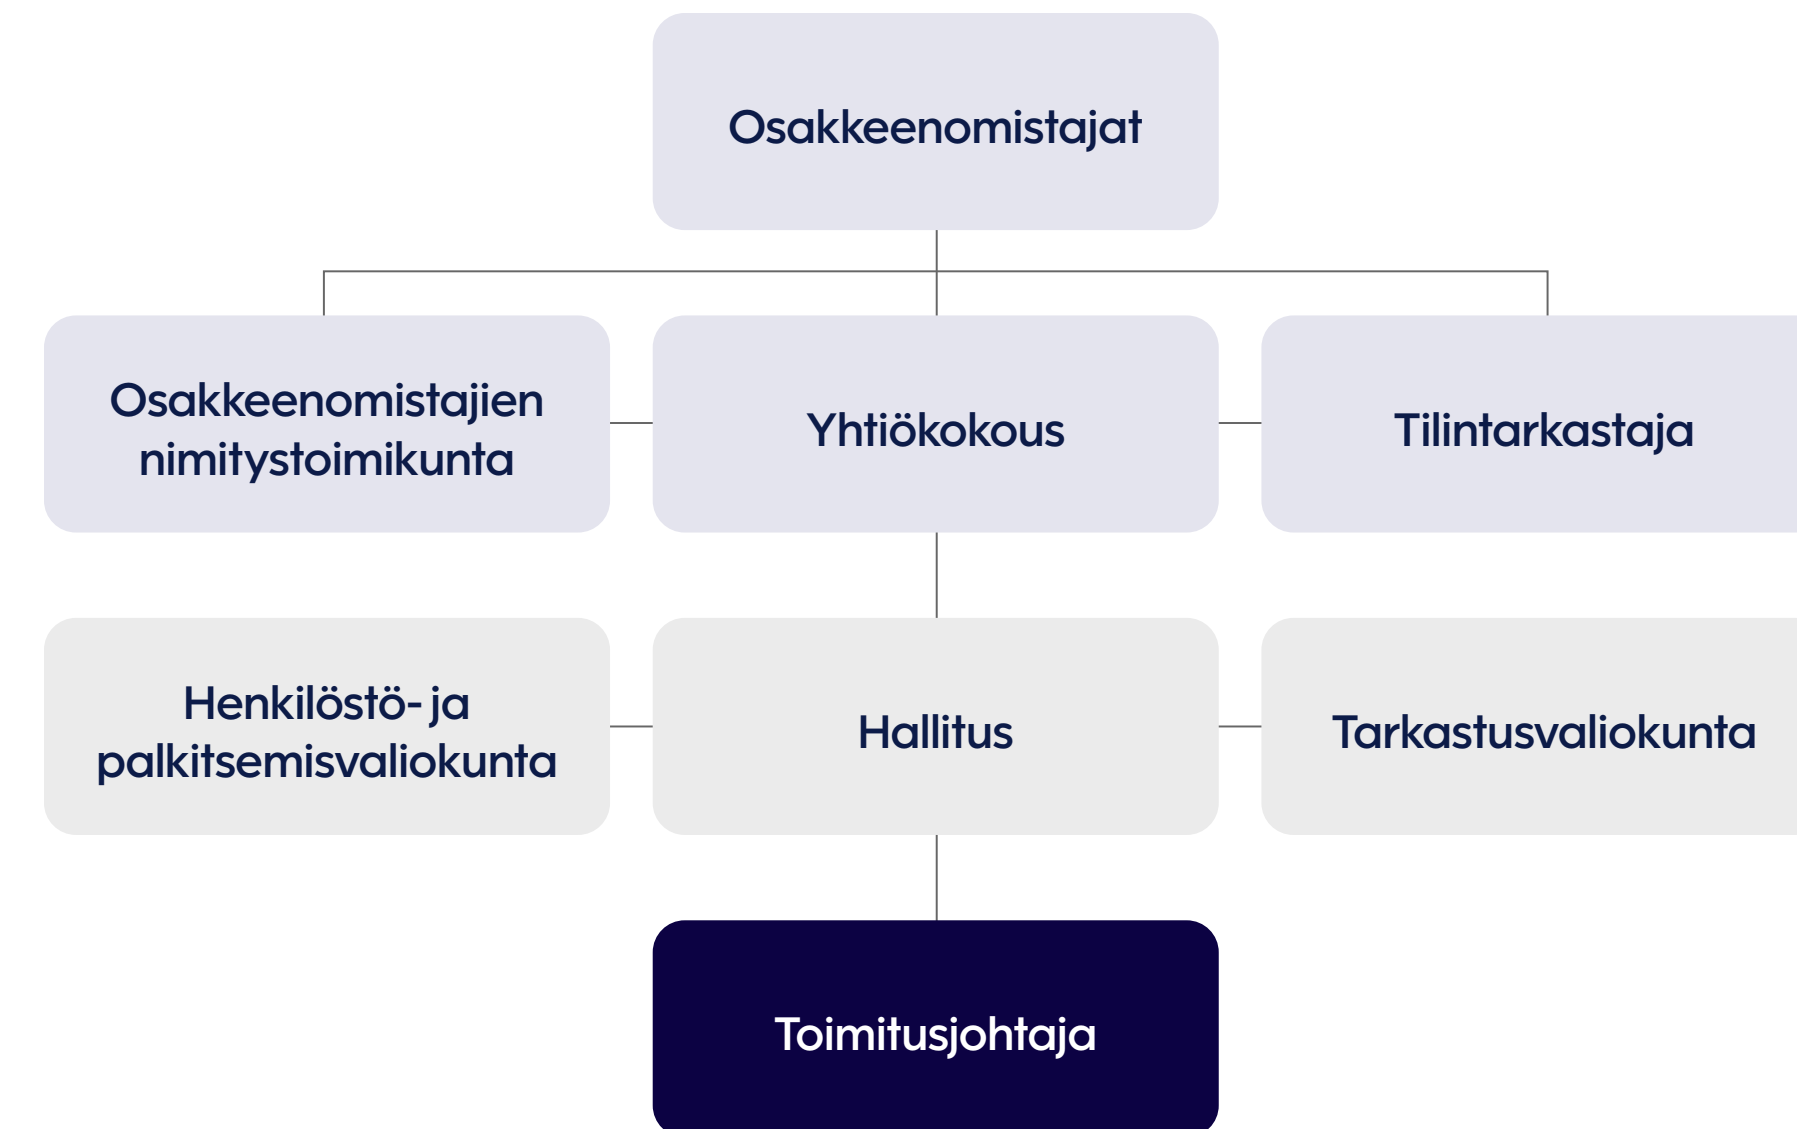 Osakkeenomistajat
Osakkeenomistajien
nimitystoimikunta
Yhtiökokous
Tilintarkastaja
Henkilöstö- ja
palkitsemisvaliokunta
Hallitus
Tarkastusvaliokunta
Toimitusjohtaja